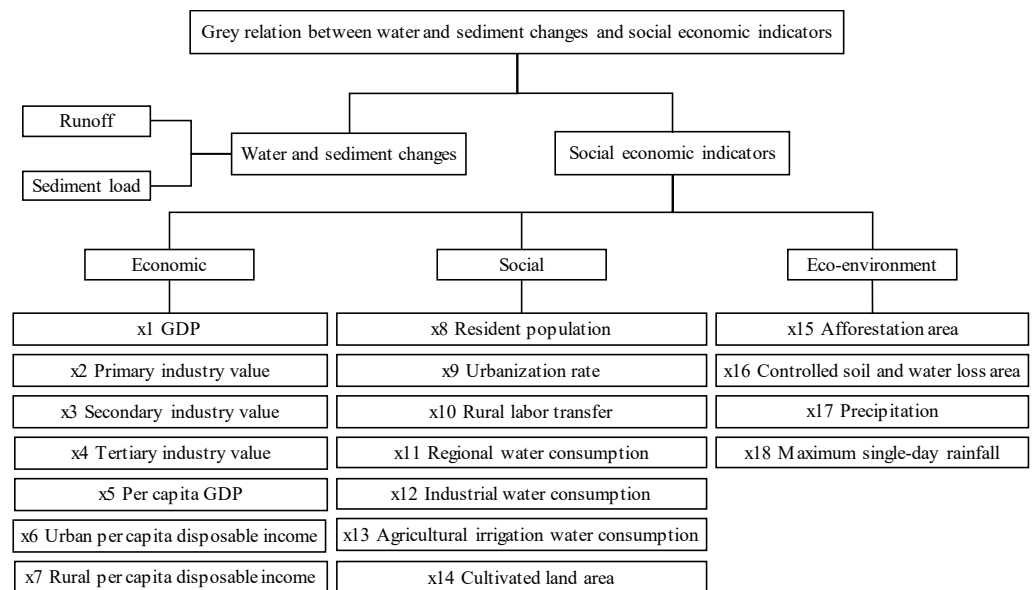 Grey relation between water and sediment changes and social economic indicators
Runoff
Water and sediment changes
Social economic indicators
Sediment load
Economic
Social
Eco-environment
x1 GDP
x8 Resident population
x15 Afforestation area
x2 Primary industry value
x9 Urbanization rate
x16 Controlled soil and water loss area
x3 Secondary industry value
x10 Rural labor transfer
x17 Precipitation
x4 Tertiary industry value
x11 Regional water consumption
x18 Maximum single-day rainfall
x5 Per capita GDP
x12 Industrial water consumption
x6 Urban per capita disposable income
x13 Agricultural irrigation water consumption
x7 Rural per capita disposable income
x14 Cultivated land area